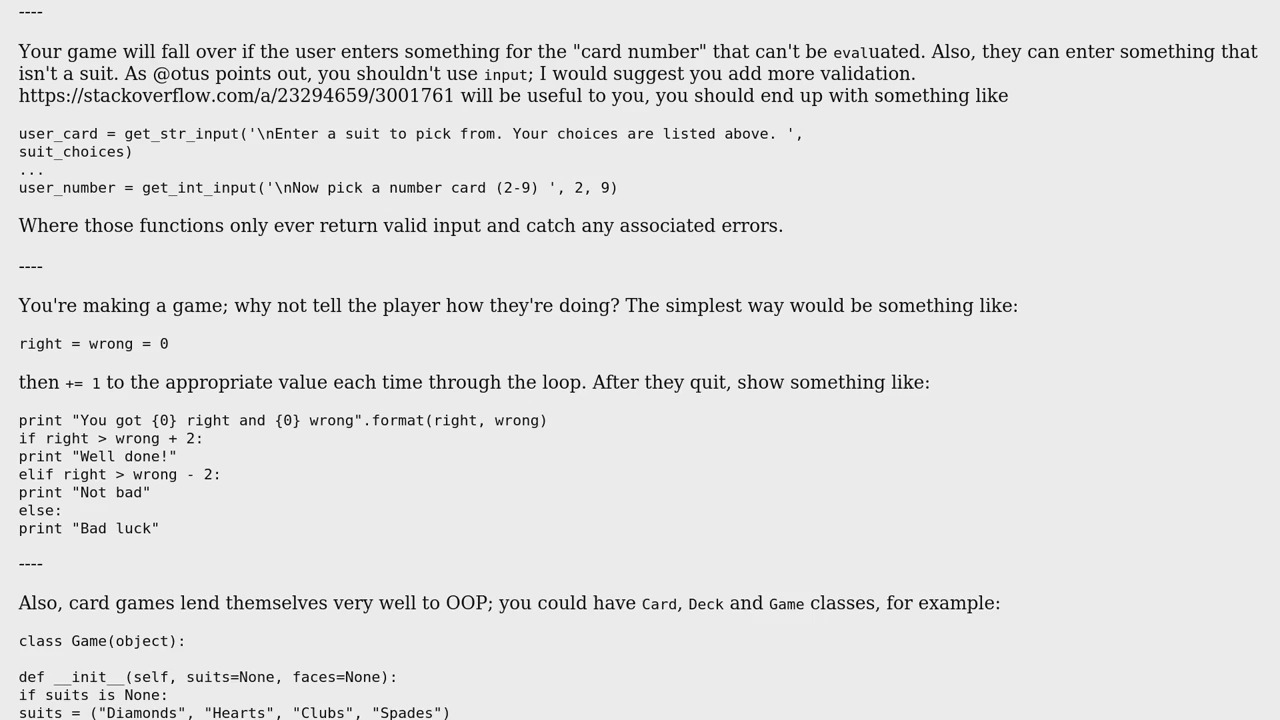 ----
Your game will fall over if the user enters something for the "card number" that can't be evaluated. Also, they can enter something that
isn't a suit. As @otus points out, you shouldn't use input; I would suggest you add more validation.
https://stackoverflow.com/a/23294659/3001761 will be useful to you, you should end up with something like
user_card = get_str_input('\nEnter a suit to pick from. Your choices are listed above. ',
suit_choices)
...
user_number = get_int_input('\nNow pick a number card (2-9) ', 2, 9)
Where those functions only ever return valid input and catch any associated errors.
----
You're making a game; why not tell the player how they're doing? The simplest way would be something like:
right = wrong = 0
then += 1 to the appropriate value each time through the loop. After they quit, show something like:
print "You got {0} right and {0} wrong".format(right, wrong)
if right > wrong + 2:
print "Well done!"
elif right > wrong - 2:
print "Not bad"
else:
print "Bad luck"
----
Also, card games lend themselves very well to OOP; you could have Card, Deck and Game classes, for example:
class Game(object):
def __init__(self, suits=None, faces=None):
if suits is None:
suits = ("Diamonds", "Hearts", "Clubs", "Spades")